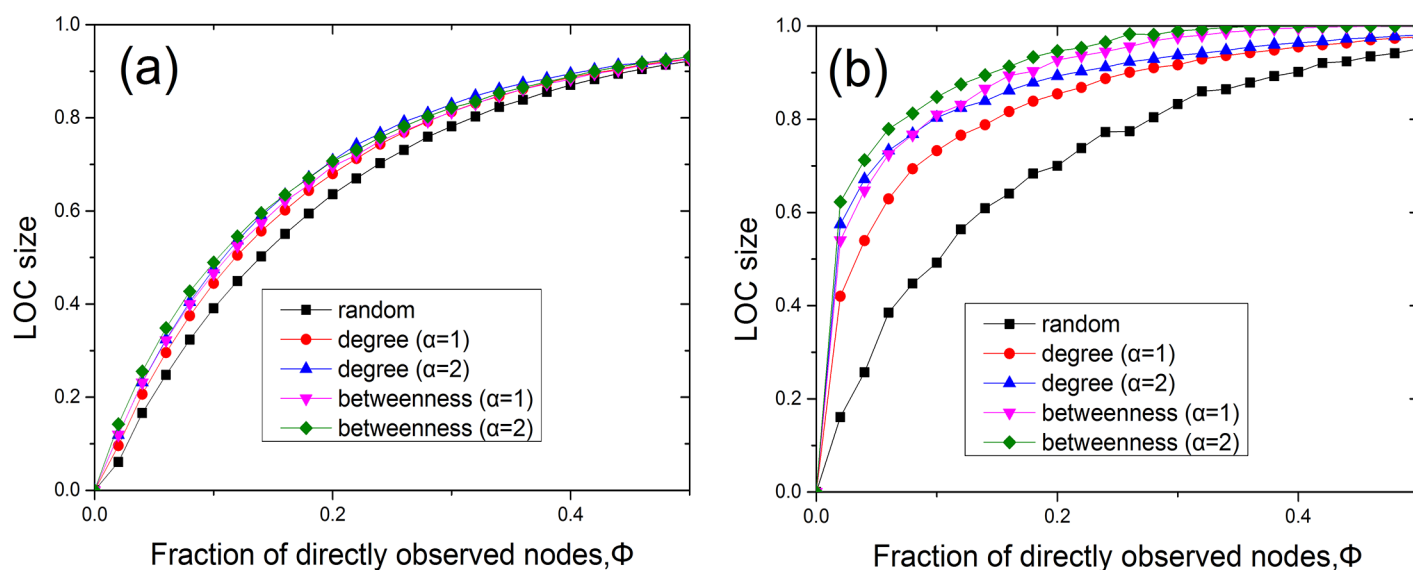 (a)
1.0
0.8
0.6
0.4
0.2
0.0
LOC size
random
degree (α=1)
degree (α=2)
betweenness (α=1)
betweenness (α=2)
0.0
0.2
0.4
Fraction of directly observed nodes,Φ
(b)
1.0
0.8
0.6
0.4
0.2
0.0
LOC size
random
degree (α=1)
degree (α=2)
betweenness (α=1)
betweenness (α=2)
0.0
0.2
0.4
Fraction of directly observed nodes,Φ